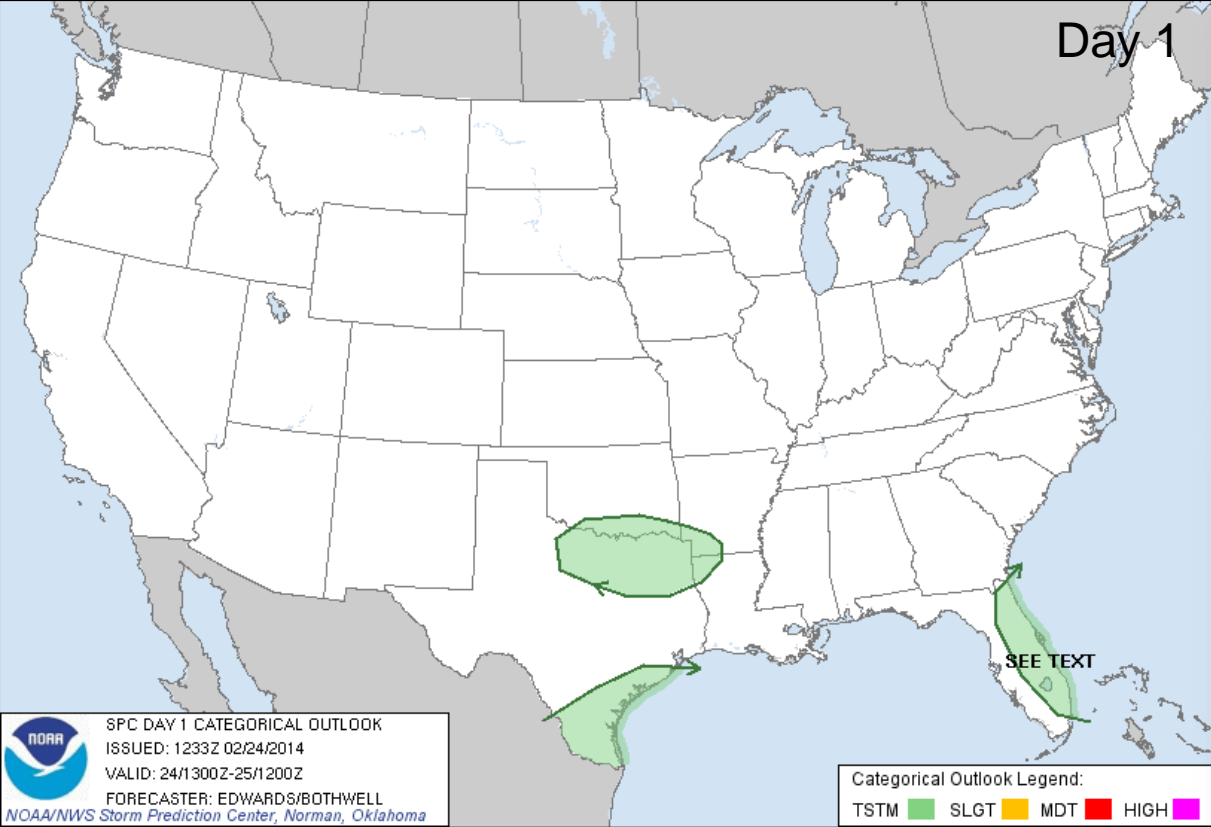 Day 1
SEE TEXT
NOAA
SPC DAY 1 CATEGORICAL OUTLOOK
ISSUED: 1233Z 02/24/2014
VALID: 24/1300Z-25/1200Z
FORECASTER: EDWARDS/BOTHWELL
NOAA/NWS Storm Prediction Center, Norman, Oklahoma
Categorical Outlook Legend:
TSTM SLGT MDT HIGH